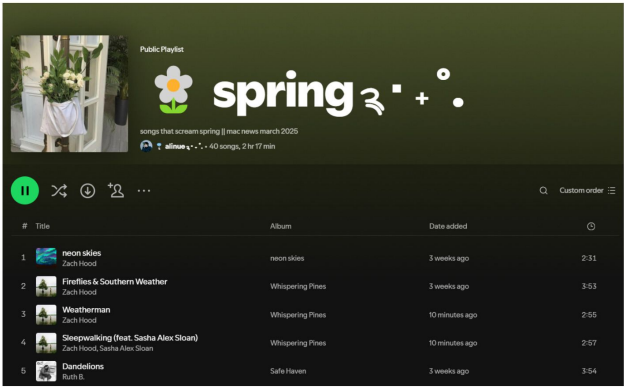 Public Playlist
spring
songs that scream spring || mac news march 2025
alinue • 40 songs, 2 hr 17 min
Custom order
# Title Album Date added
1 neon skies neon skies 3 weeks ago 2:31
Zach Hood
2 Fireflies & Southern Weather Whispering Pines 3 weeks ago 3:53
Zach Hood
3 Weatherman Whispering Pines 10 minutes ago 2:55
Zach Hood
4 Sleepwalking (feat. Sasha Alex Sloan) Whispering Pines 10 minutes ago 2:57
Zach Hood, Sasha Alex Sloan
5 Dandelions Safe Haven 3 weeks ago 3:54
Ruth B.